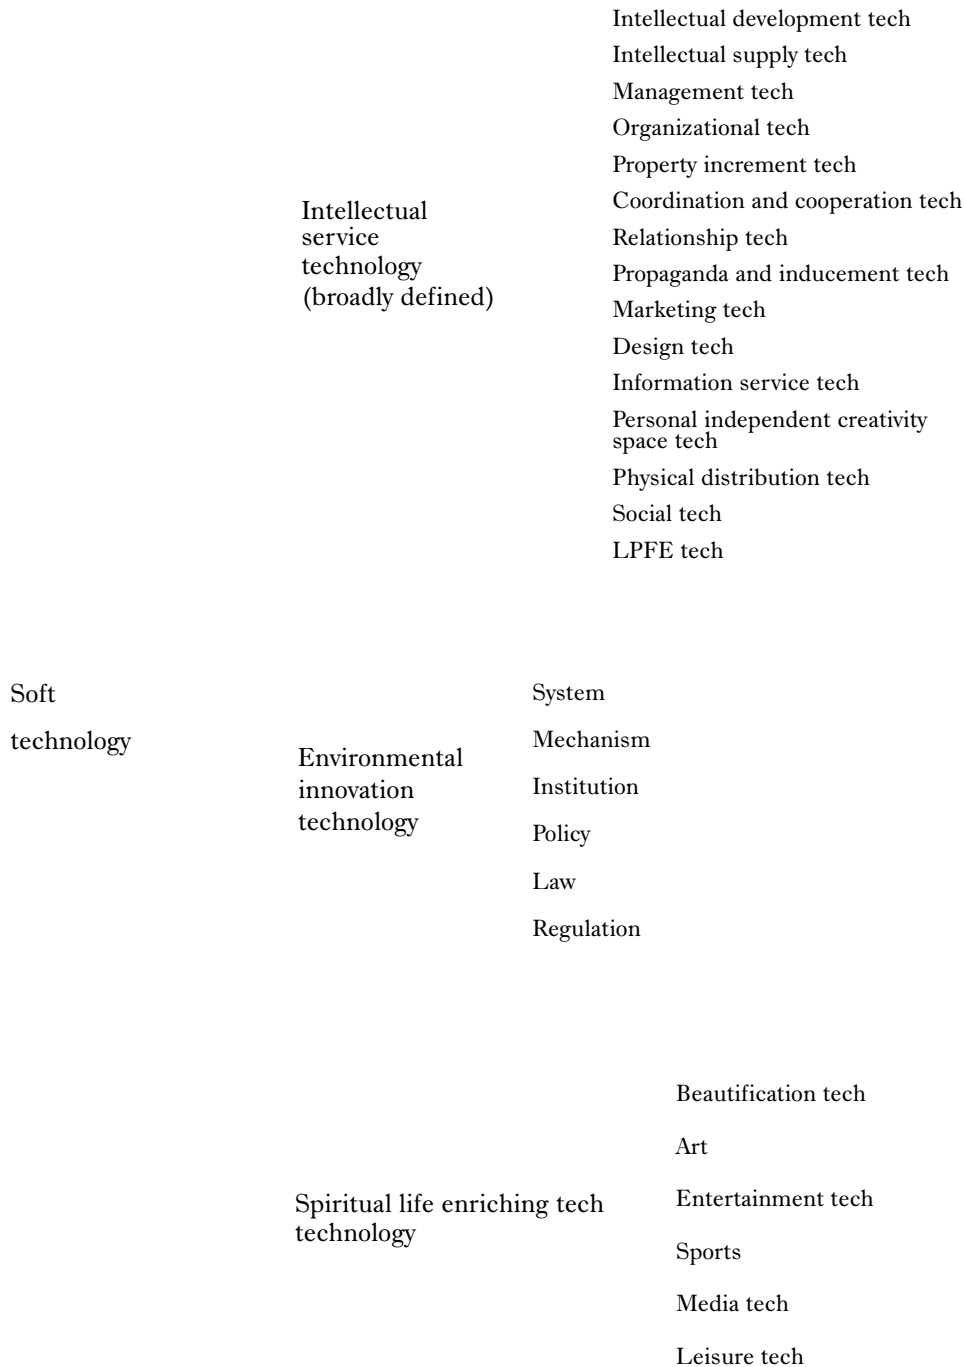 Intellectual development tech
Intellectual supply tech
Management tech
Organizational tech
Property increment tech
Coordination and cooperation tech
Relationship tech
Propaganda and inducement tech
Marketing tech
Design tech
Information service tech
Personal independent creativity
space tech
Physical distribution tech
Social tech
LPFE tech
Intellectual
service
technology
(broadly defined)
Soft
technology
Environmental
innovation
technology
System
Mechanism
Institution
Policy
Law
Regulation
Spiritual life enriching tech
technology
Beautification tech
Art
Entertainment tech
Sports
Media tech
Leisure tech